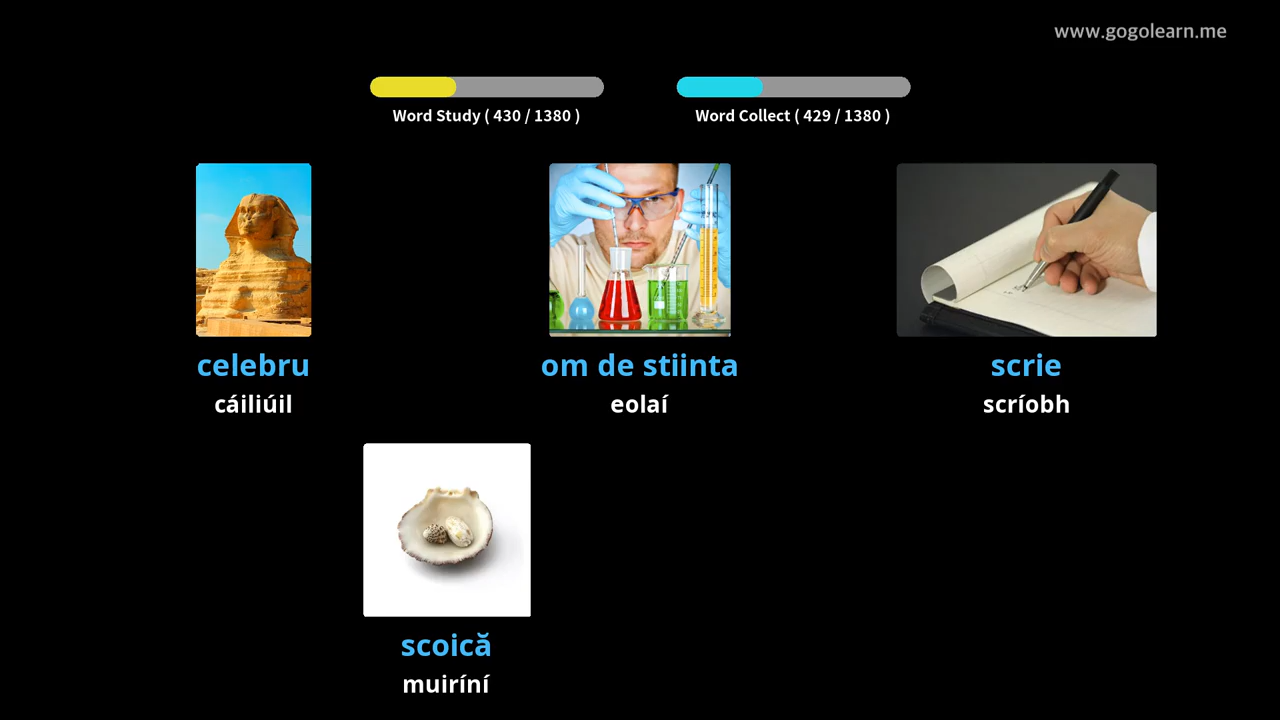 www.gogolearn.me
Word Study ( 430 / 1380 )
Word Collect ( 429 / 1380 )
celebru
cáiliúil
om de stiinta
eolaí
scrie
scríobh
scoică
muiríní